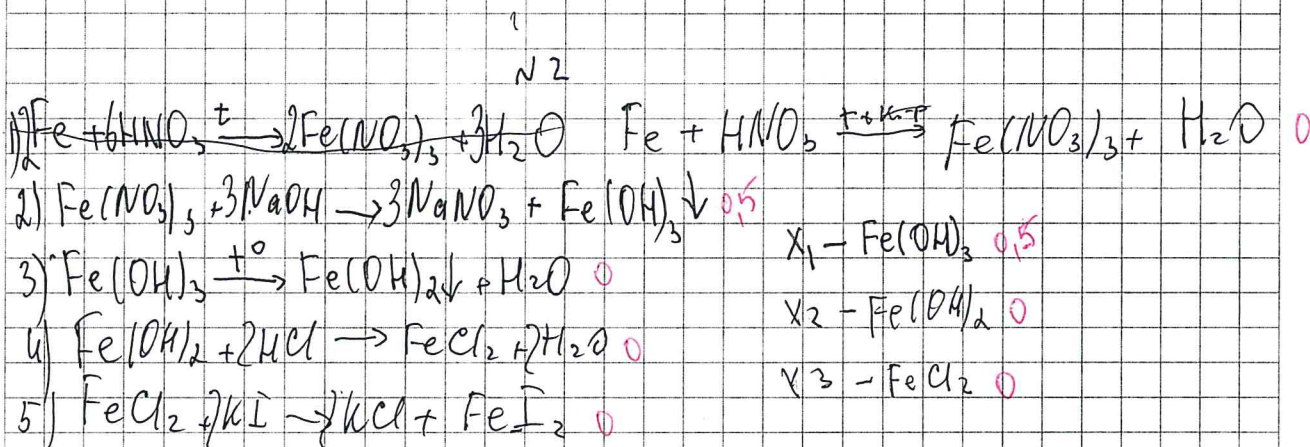 N 2
1) 2Fe + 6HNO₃ →(t) 2Fe(NO₃)₃ + 3H₂O Fe + HNO₃ → Fe(NO₃)₃ + H₂O 0
2) Fe(NO₃)₃ + 3NaOH → 3NaNO₃ + Fe(OH)₃↓ 0,5
X₁ – Fe(OH)₃ 0,5
3) Fe(OH)₃ →(t°) Fe(OH)₂↓ + H₂O 0
X₂ – Fe(OH)₂ 0
4) Fe(OH)₂ + 2HCl → FeCl₂ + 2H₂O 0
X3 – FeCl₂ 0
5) FeCl₂ + 2KI → 2KCl + FeI₂ 0